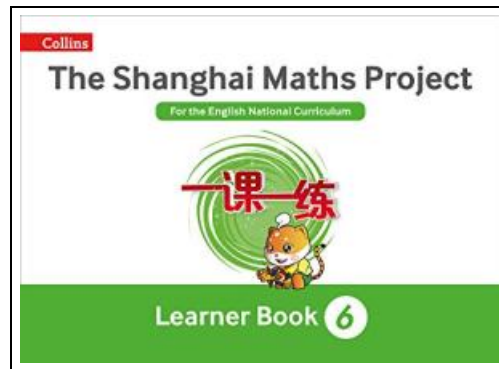 Collins
The Shanghai Maths Project
For the English National Curriculum
一课一练
Learner Book 6